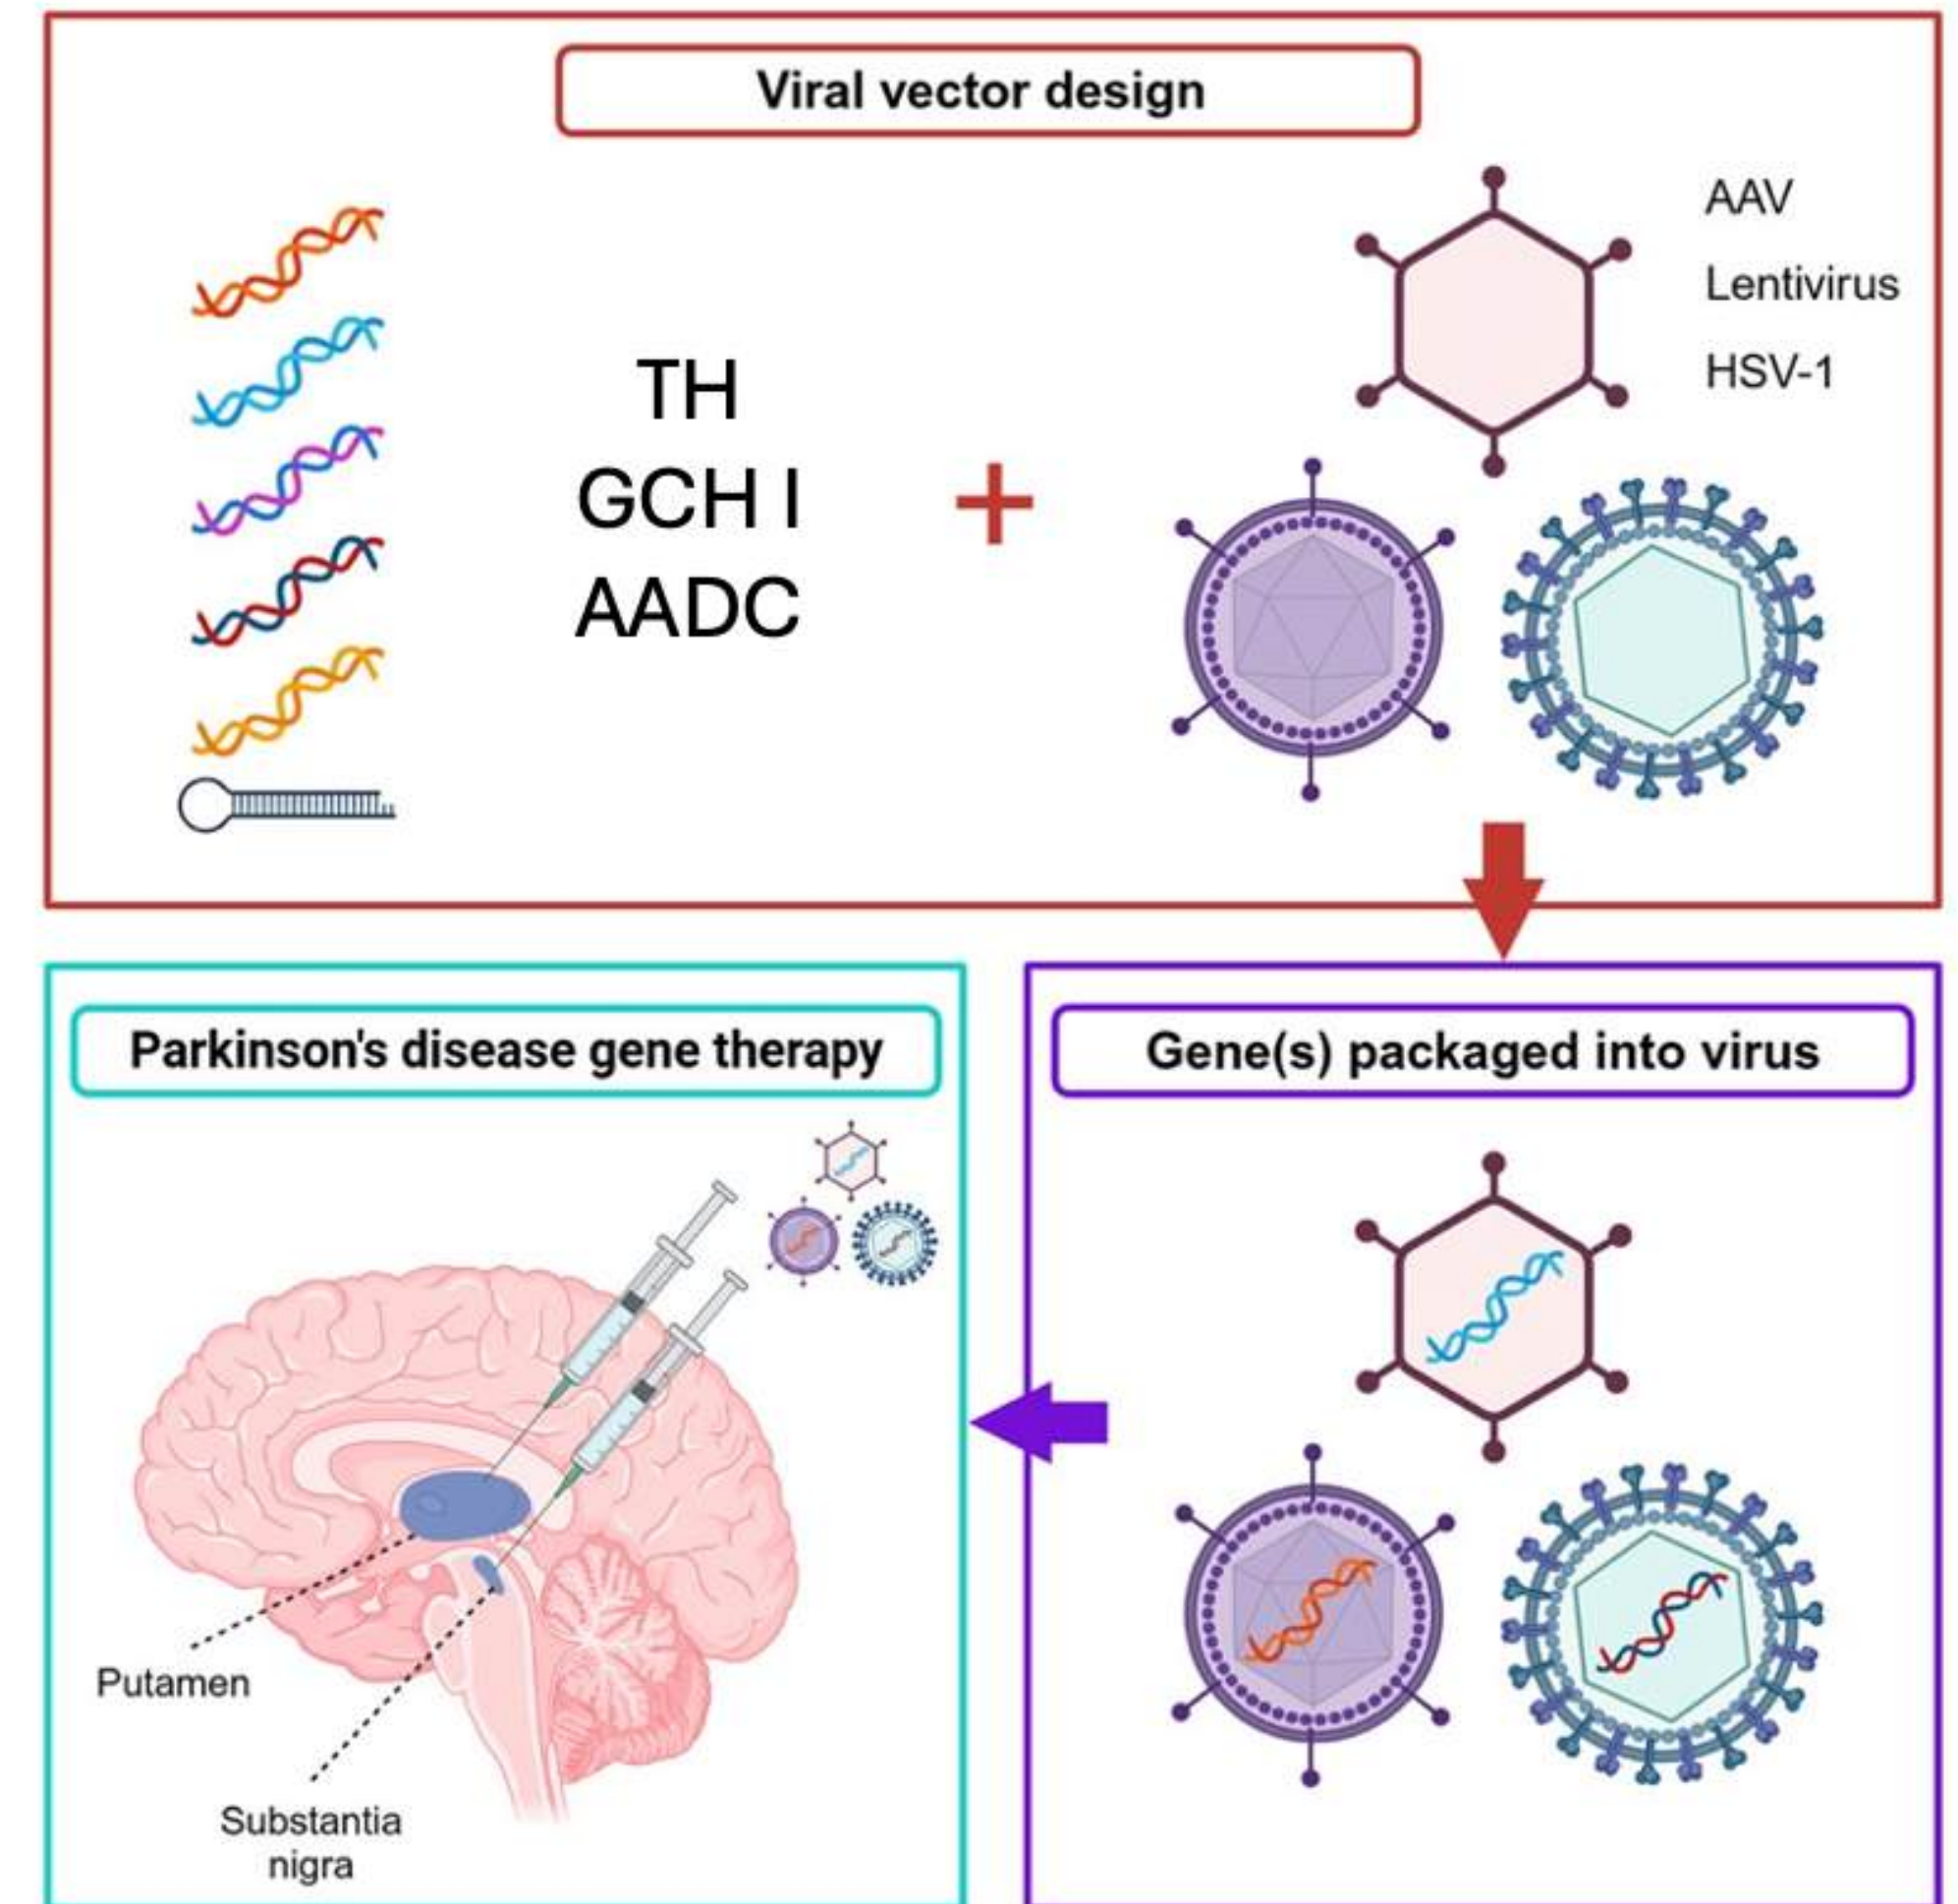 Viral vector design
TH
GCH I
AADC
AAV
Lentivirus
HSV-1
Parkinson's disease gene therapy
Putamen
Substantia
nigra
Gene(s) packaged into virus